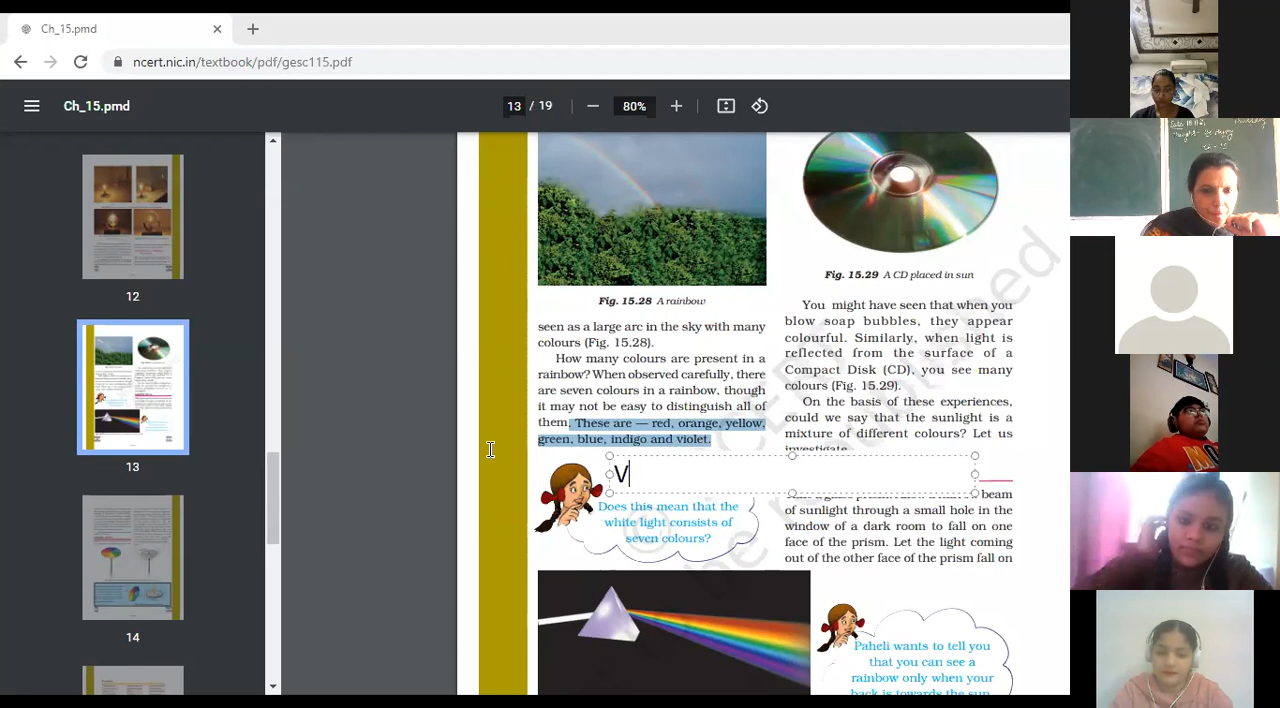 Ch_15.pmd
ncert.nic.in/textbook/pdf/gesc115.pdf
Ch_15.pmd
13 / 19
80%
12
13
14
Fig. 15.28 A rainbow
seen as a large arc in the sky with many
colours (Fig. 15.28).
How many colours are present in a
rainbow? When observed carefully, there
are seven colours in a rainbow, though
it may not be easy to distinguish all of
them. These are — red, orange, yellow,
green, blue, indigo and violet.
V
Does this mean that the
white light consists of
seven colours?
Fig. 15.29 A CD placed in sun
You might have seen that when you
blow soap bubbles, they appear
colourful. Similarly, when light is
reflected from the surface of a
Compact Disk (CD), you see many
colours (Fig. 15.29).
On the basis of these experiences,
could we say that the sunlight is a
mixture of different colours? Let us
investigate.
beam
of sunlight through a small hole in the
window of a dark room to fall on one
face of the prism. Let the light coming
out of the other face of the prism fall on
Paheli wants to tell you
that you can see a
rainbow only when your
back is towards the sun